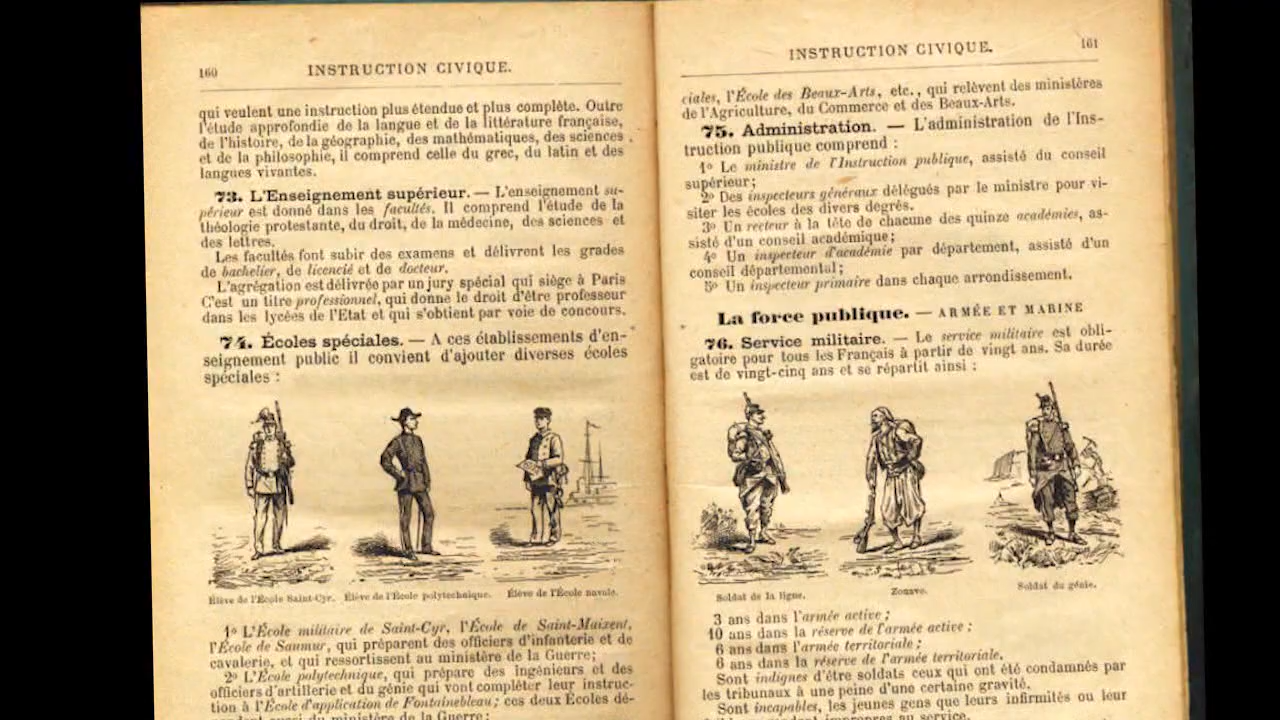 160
INSTRUCTION CIVIQUE.
qui veulent une instruction plus étendue et plus complète. Outre
l'étude approfondie de la langue et de la littérature française,
de l'histoire, de la géographie, des mathématiques, des sciences
et de la philosophie, il comprend celle du grec, du latin et des
langues vivantes.
73. L'Enseignement supérieur. — L'enseignement su-
périeur est donné dans les facultés. Il comprend l'étude de la
théologie protestante, du droit, de la médecine, des sciences et
des lettres.
Les facultés font subir des examens et délivrent les grades
de bachelier, de licencié et de docteur.
L'agrégation est délivrée par un jury spécial qui siège à Paris
C'est un titre professionnel, qui donne le droit d'être professeur
dans les lycées de l'Etat et qui s'obtient par voie de concours.
74. Écoles spéciales. — A ces établissements d'en-
seignement public il convient d'ajouter diverses écoles
spéciales :
Élève de l'École Saint-Cyr. Élève de l'École polytechnique. Élève de l'École navale.
1° L'École militaire de Saint-Cyr, l'École de Saint-Maixent,
l'École de Saumur, qui préparent des officiers d'infanterie et de
cavalerie, et qui ressortissent au ministère de la Guerre;
2° L'École polytechnique, qui prépare des ingénieurs et des
officiers d'artillerie et du génie qui vont compléter leur instruc-
tion à l'École d'application de Fontainebleau; ces deux Écoles dé-
pendent aussi du ministère de la Guerre;
INSTRUCTION CIVIQUE.
161
ciales, l'École des Beaux-Arts, etc., qui relèvent des ministères
de l'Agriculture, du Commerce et des Beaux-Arts.
75. Administration. — L'administration de l'Ins-
truction publique comprend :
1° Le ministre de l'Instruction publique, assisté du conseil
supérieur;
2° Des inspecteurs généraux délégués par le ministre pour vi-
siter les écoles des divers degrés.
3° Un recteur à la tête de chacune des quinze académies, as-
sisté d'un conseil académique;
4° Un inspecteur d'académie par département, assisté d'un
conseil départemental;
5° Un inspecteur primaire dans chaque arrondissement.
La force publique. — ARMÉE ET MARINE
76. Service militaire. — Le service militaire est obli-
gatoire pour tous les Français à partir de vingt ans. Sa durée
est de vingt-cinq ans et se répartit ainsi :
Soldat de la ligne. Zouave. Soldat du génie.
3 ans dans l'armée active;
10 ans dans la réserve de l'armée active;
6 ans dans l'armée territoriale;
6 ans dans la réserve de l'armée territoriale.
Sont indignes d'être soldats ceux qui ont été condamnés par
les tribunaux à une peine d'une certaine gravité.
Sont incapables, les jeunes gens que leurs infirmités ou leur
impropres au service.